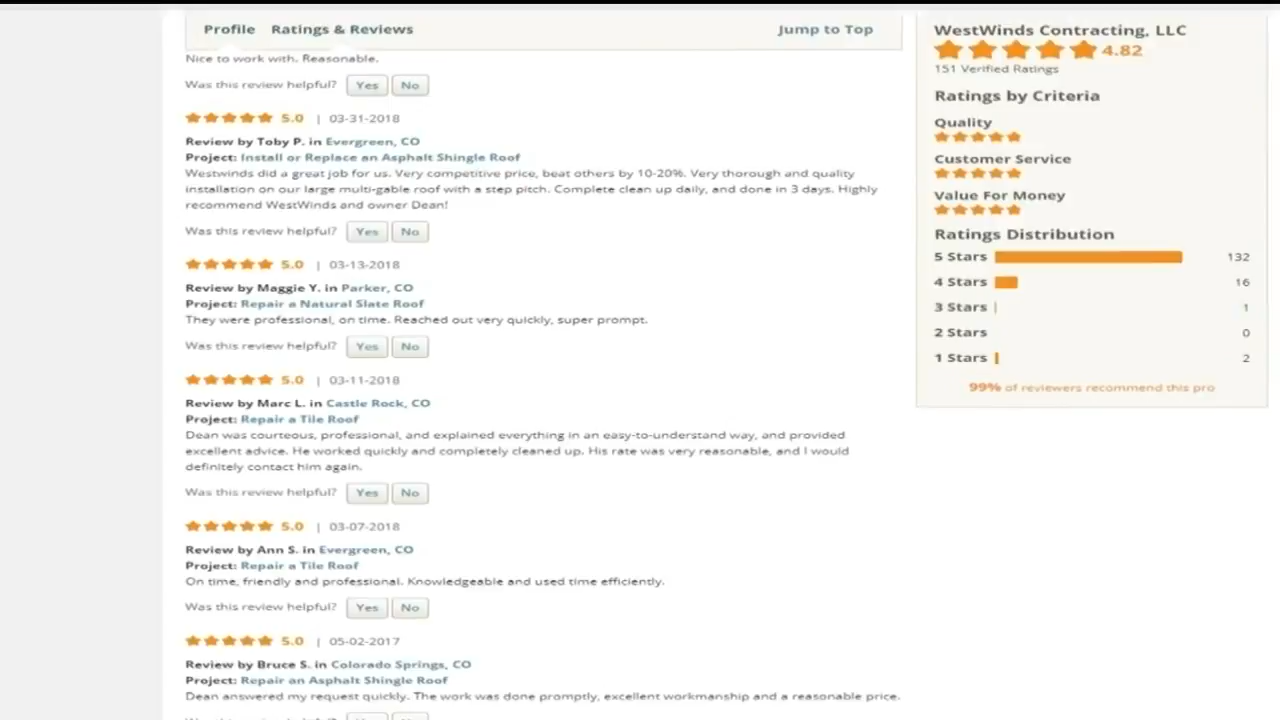 Profile Ratings & Reviews Jump to Top
Nice to work with. Reasonable.
Was this review helpful? Yes No
5.0 | 03-31-2018
Review by Toby P. in Evergreen, CO
Project: Install or Replace an Asphalt Shingle Roof
Westwinds did a great job for us. Very competitive price, beat others by 10-20%. Very thorough and quality
installation on our large multi-gable roof with a step pitch. Complete clean up daily, and done in 3 days. Highly
recommend WestWinds and owner Dean!
Was this review helpful? Yes No
5.0 | 03-13-2018
Review by Maggie Y. in Parker, CO
Project: Repair a Natural Slate Roof
They were professional, on time. Reached out very quickly, super prompt.
Was this review helpful? Yes No
5.0 | 03-11-2018
Review by Marc L. in Castle Rock, CO
Project: Repair a Tile Roof
Dean was courteous, professional, and explained everything in an easy-to-understand way, and provided
excellent advice. He worked quickly and completely cleaned up. His rate was very reasonable, and I would
definitely contact him again.
Was this review helpful? Yes No
5.0 | 03-07-2018
Review by Ann S. in Evergreen, CO
Project: Repair a Tile Roof
On time, friendly and professional. Knowledgeable and used time efficiently.
Was this review helpful? Yes No
5.0 | 05-02-2017
Review by Bruce S. in Colorado Springs, CO
Project: Repair an Asphalt Shingle Roof
Dean answered my request quickly. The work was done promptly, excellent workmanship and a reasonable price.
Was this review helpful?
WestWinds Contracting, LLC
4.82
151 Verified Ratings
Ratings by Criteria
Quality
Customer Service
Value For Money
Ratings Distribution
5 Stars 132
4 Stars 16
3 Stars 1
2 Stars 0
1 Stars 2
99% of reviewers recommend this pro